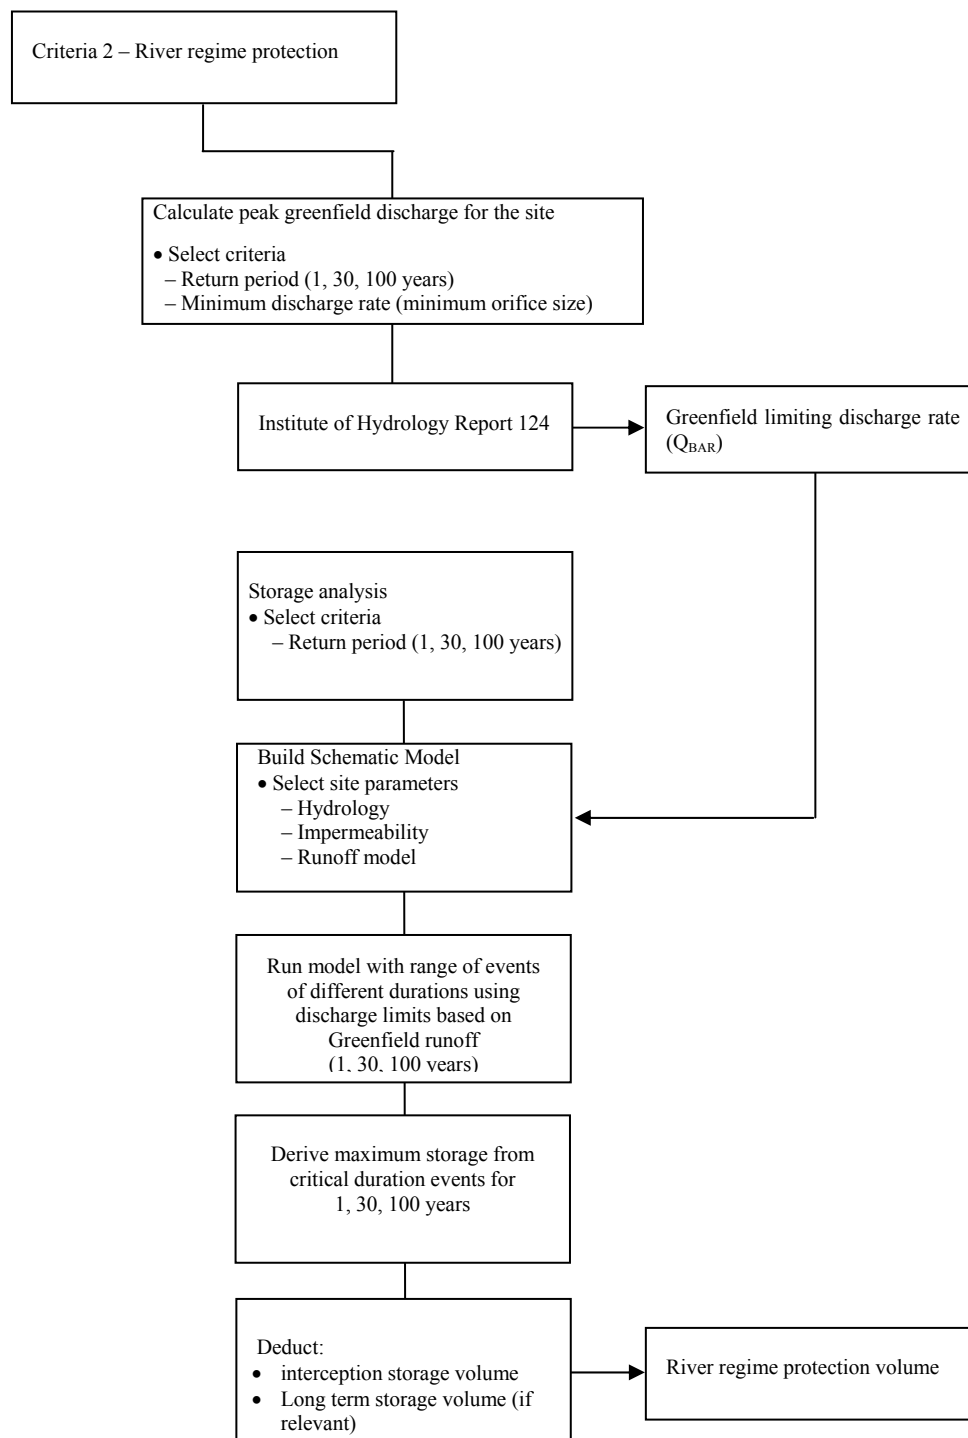 Criteria 2 – River regime protection
Calculate peak greenfield discharge for the site
• Select criteria
– Return period (1, 30, 100 years)
– Minimum discharge rate (minimum orifice size)
Institute of Hydrology Report 124
Greenfield limiting discharge rate
(QBAR)
Storage analysis
• Select criteria
– Return period (1, 30, 100 years)
Build Schematic Model
• Select site parameters
– Hydrology
– Impermeability
– Runoff model
Run model with range of events
of different durations using
discharge limits based on
Greenfield runoff
(1, 30, 100 years)
Derive maximum storage from
critical duration events for
1, 30, 100 years
Deduct:
• interception storage volume
• Long term storage volume (if
relevant)
River regime protection volume